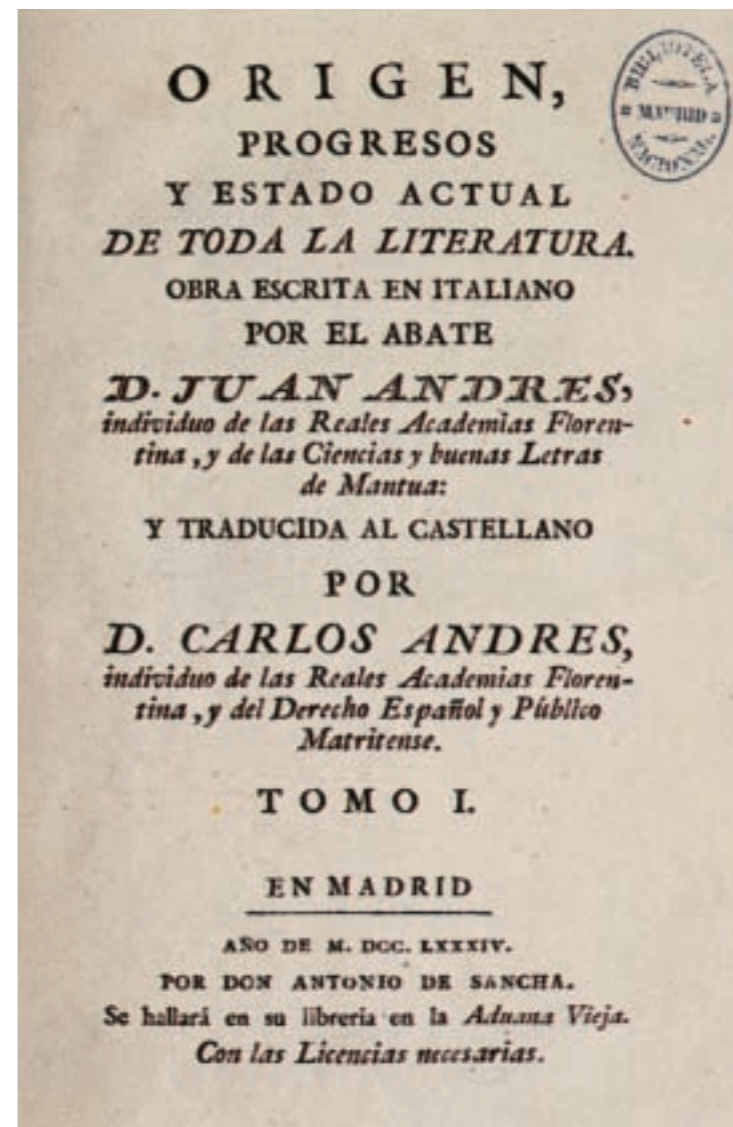 ORIGEN,
PROGRESOS
Y ESTADO ACTUAL
DE TODA LA LITERATURA.
OBRA ESCRITA EN ITALIANO
POR EL ABATE
D. JUAN ANDRES,
individuo de las Reales Academias Floren-
tina, y de las Ciencias y buenas Letras
de Mantua:
Y TRADUCIDA AL CASTELLANO
POR
D. CARLOS ANDRES,
individuo de las Reales Academias Floren-
tina, y del Derecho Español y Público
Matritense.
TOMO I.
EN MADRID
AÑO DE M. DCC. LXXXIV.
POR DON ANTONIO DE SANCHA.
Se hallará en su libreria en la Aduana Vieja.
Con las Licencias necesarias.
BIBLIOTECA
MADRID
NACIONAL